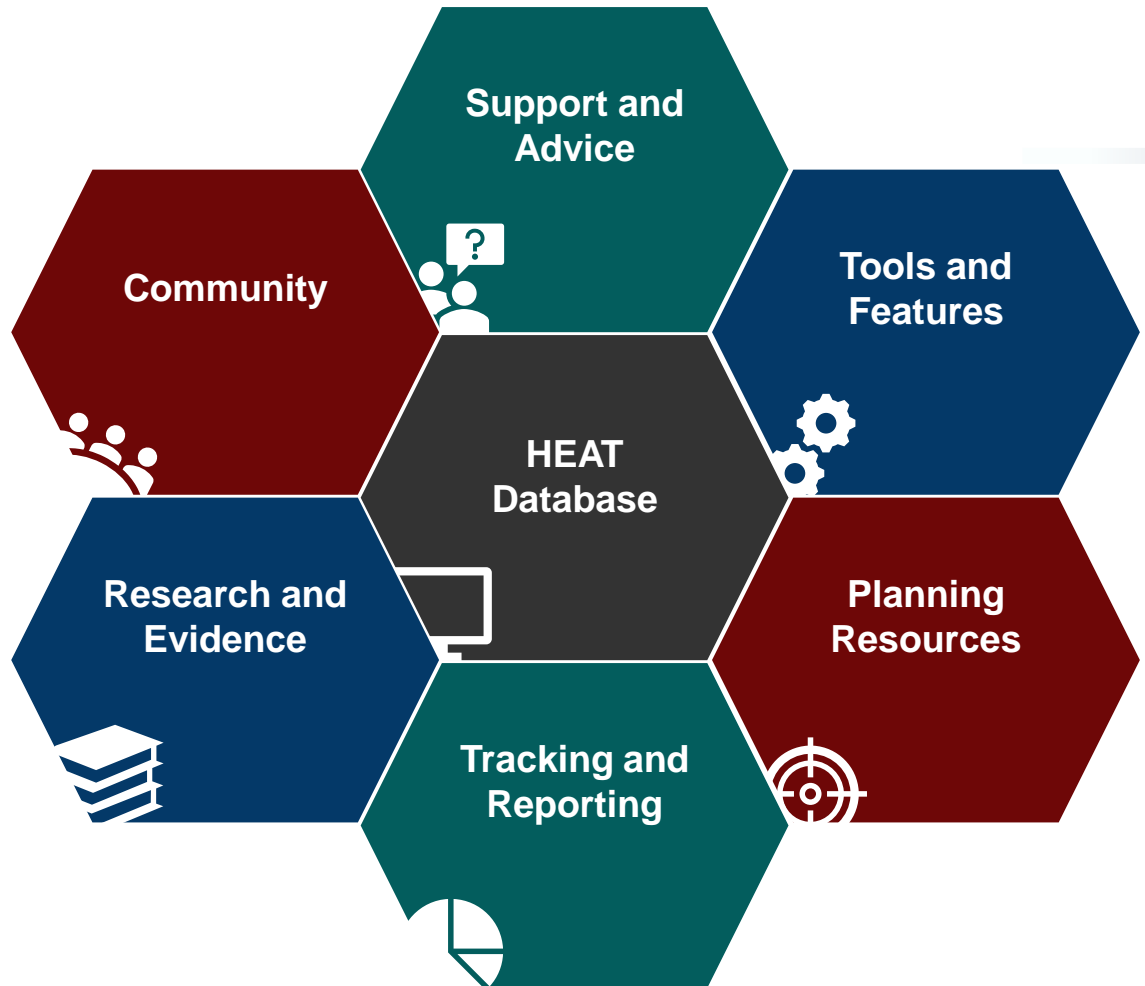 Support and
Advice
Community
Tools and
Features
?
HEAT
Database
Research and
Evidence
Planning
Resources
Tracking and
Reporting